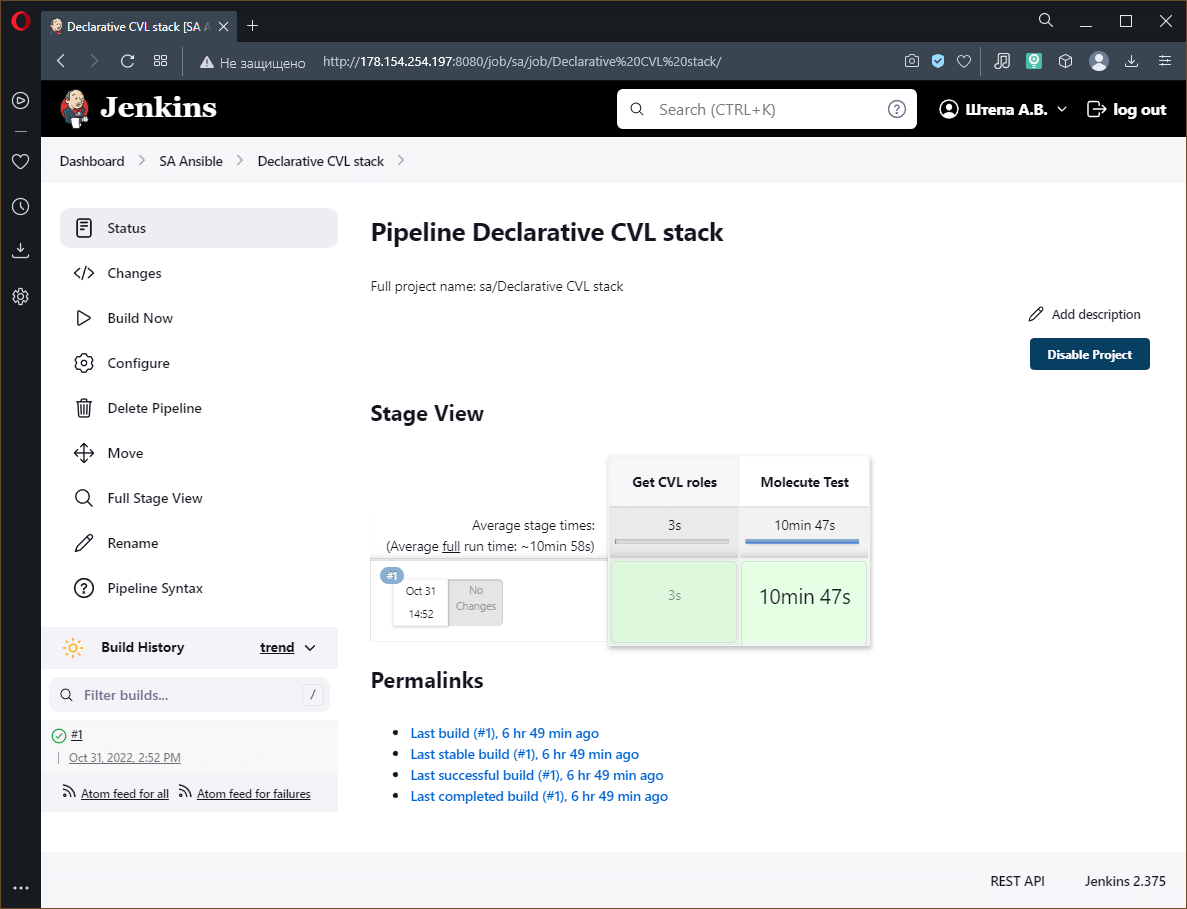 Declarative CVL stack [SA A
Не защищено
http://178.154.254.197:8080/job/sa/job/Declarative%20CVL%20stack/
Jenkins
Search (CTRL+K)
Штепа А.В.
log out
Dashboard
SA Ansible
Declarative CVL stack
Status
Changes
Build Now
Configure
Delete Pipeline
Move
Full Stage View
Rename
Pipeline Syntax
Build History
trend
Filter builds...
/
#1
Oct 31, 2022, 2:52 PM
Atom feed for all
Atom feed for failures
Pipeline Declarative CVL stack
Full project name: sa/Declarative CVL stack
Add description
Disable Project
Stage View
Get CVL roles
Molecute Test
Average stage times:
(Average full run time: ~10min 58s)
3s
10min 47s
#1
Oct 31
14:52
No
Changes
3s
10min 47s
Permalinks
Last build (#1), 6 hr 49 min ago
Last stable build (#1), 6 hr 49 min ago
Last successful build (#1), 6 hr 49 min ago
Last completed build (#1), 6 hr 49 min ago
REST API
Jenkins 2.375